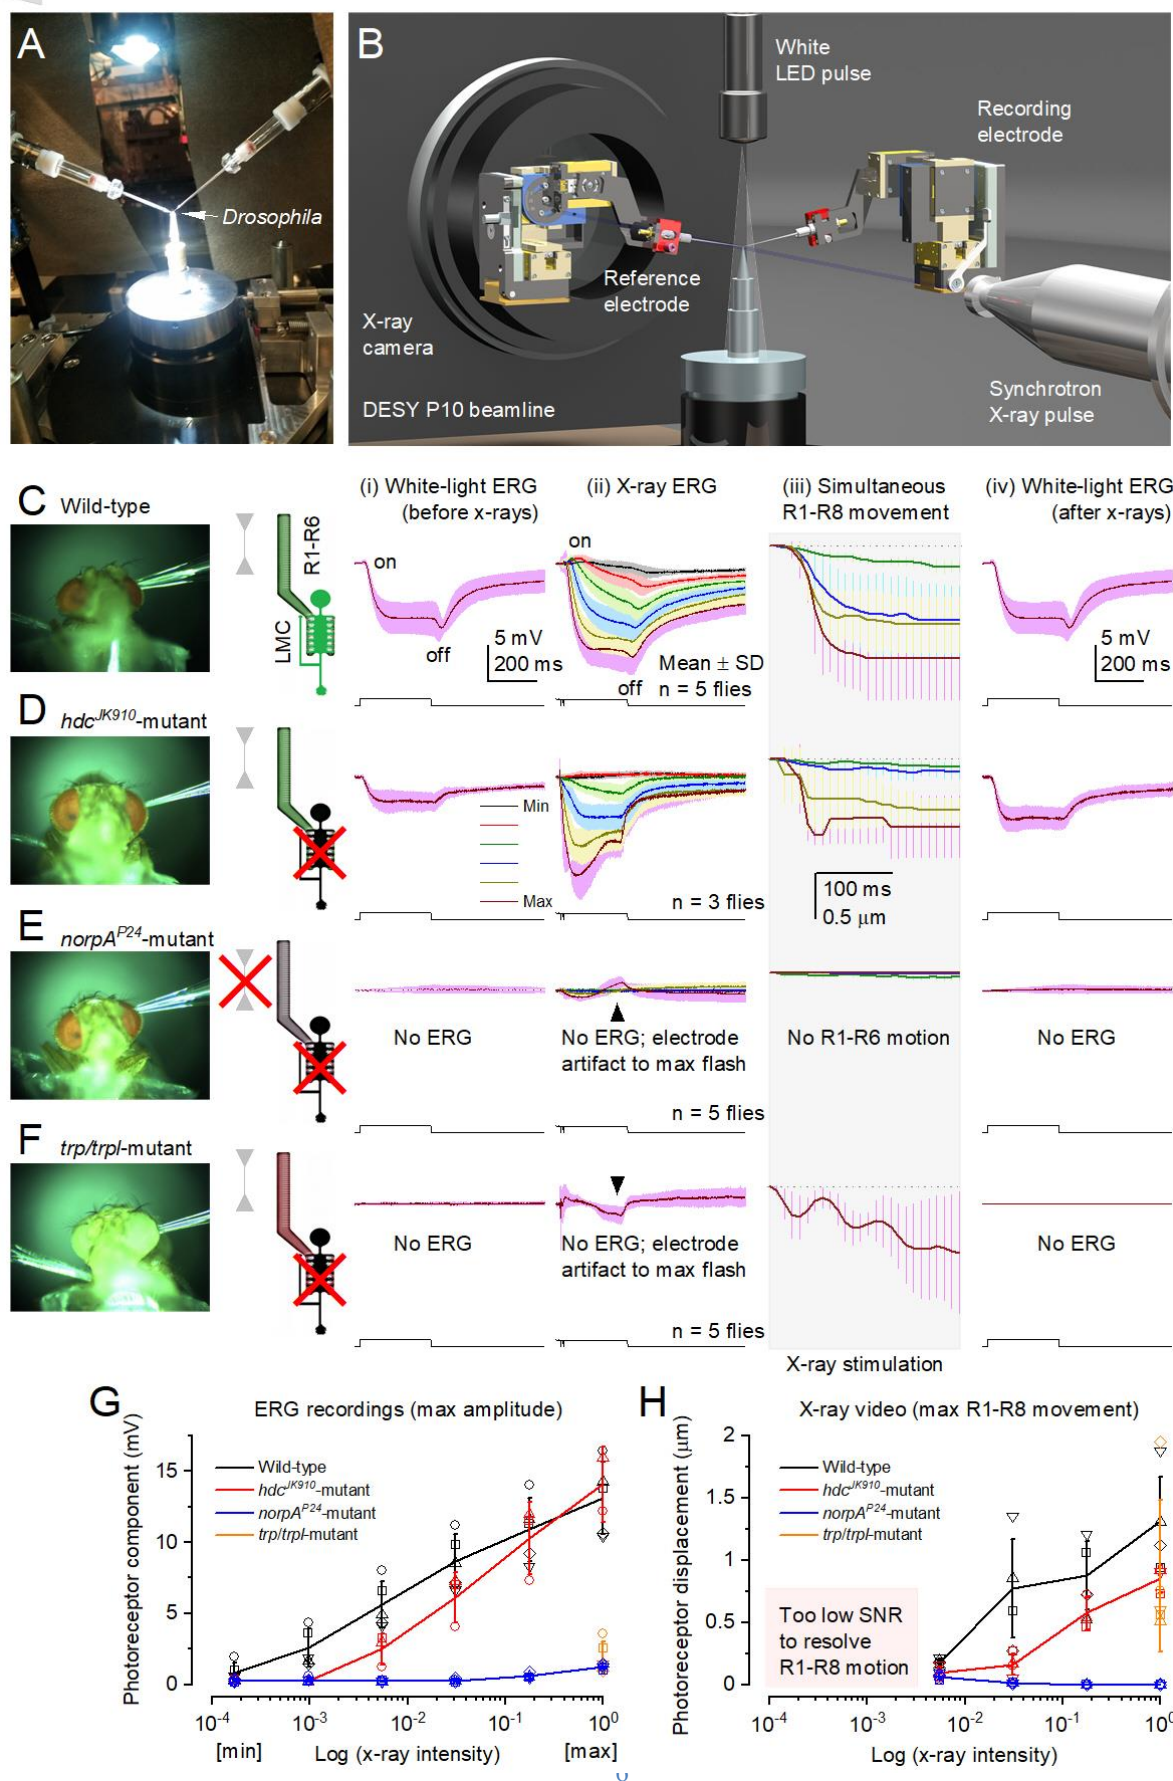 A
Drosophila
B
White
LED pulse
Recording
electrode
Reference
electrode
X-ray
camera
DESY P10 beamline
Synchrotron
X-ray pulse
C
Wild-type
R1-R6
LMC
(i) White-light ERG
(before x-rays)
(ii) X-ray ERG
(iii) Simultaneous
R1-R8 movement
(iv) White-light ERG
(after x-rays)
on
off
5 mV
200 ms
on
off
Mean ± SD
n = 5 flies
5 mV
200 ms
D
hdcJK910-mutant
Min
Max
n = 3 flies
100 ms
0.5 μm
E
norpAP24-mutant
No ERG
No ERG; electrode
artifact to max flash
n = 5 flies
No R1-R6 motion
No ERG
F
trp/trpl-mutant
No ERG
No ERG; electrode
artifact to max flash
n = 5 flies
X-ray stimulation
No ERG
G
ERG recordings (max amplitude)
Photoreceptor component (mV)
15
10
5
0
Wild-type
hdcJK910-mutant
norpAP24-mutant
trp/trpl-mutant
10-4
10-3
10-2
10-1
100
[min]
Log (x-ray intensity)
[max]
H
X-ray video (max R1-R8 movement)
Photoreceptor displacement (μm)
2
1.5
1
0.5
0
Wild-type
hdcJK910-mutant
norpAP24-mutant
trp/trpl-mutant
Too low SNR
to resolve
R1-R8 motion
10-4
10-3
10-2
10-1
100
Log (x-ray intensity)